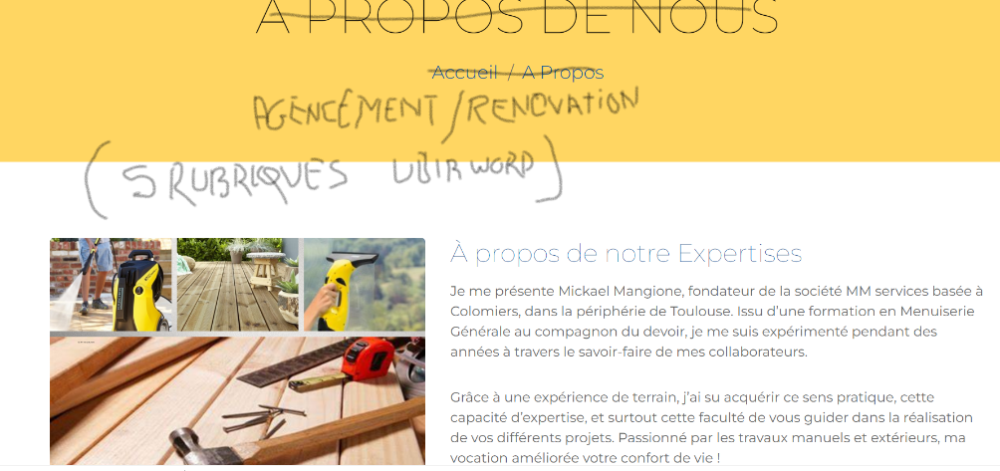 A PROPOS DE NOUS
Accueil / A Propos
AGENCEMENT/RENOVATION
(5 RUBRIQUES VOIR WORD)
À propos de notre Expertises
Je me présente Mickael Mangione, fondateur de la société MM services basée à
Colomiers, dans la périphérie de Toulouse. Issu d'une formation en Menuiserie
Générale au compagnon du devoir, je me suis expérimenté pendant des
années à travers le savoir-faire de mes collaborateurs.
Grâce à une expérience de terrain, j'ai su acquérir ce sens pratique, cette
capacité d'expertise, et surtout cette faculté de vous guider dans la réalisation
de vos différents projets. Passionné par les travaux manuels et extérieurs, ma
vocation améliorée votre confort de vie !